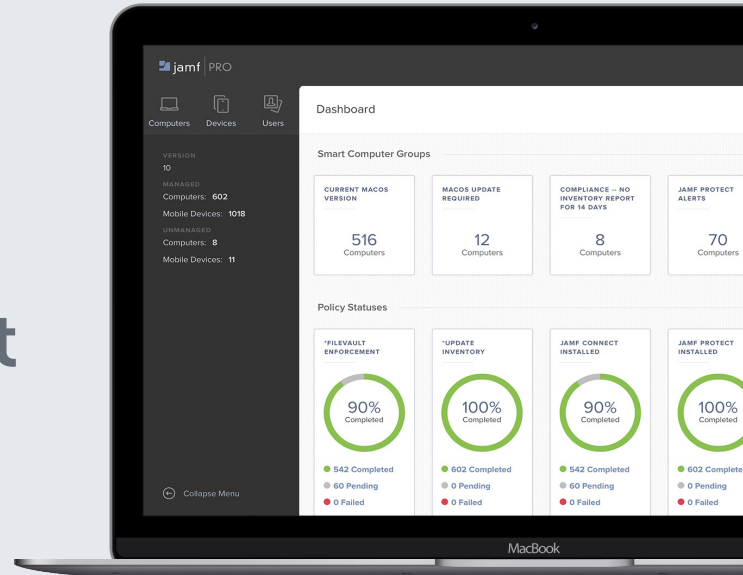 jamf PRO
Computers Devices Users
VERSION
10
MANAGED
Computers: 602
Mobile Devices: 1018
UNMANAGED
Computers: 8
Mobile Devices: 11
Collapse Menu
Dashboard
Smart Computer Groups
CURRENT MACOS
VERSION
516
Computers
MACOS UPDATE
REQUIRED
12
Computers
COMPLIANCE -- NO
INVENTORY REPORT
FOR 14 DAYS
8
Computers
JAMF PROTECT
ALERTS
70
Computers
Policy Statuses
*FILEVAULT
ENFORCEMENT
90%
Completed
542 Completed
60 Pending
0 Failed
*UPDATE
INVENTORY
100%
Completed
602 Completed
0 Pending
0 Failed
JAMF CONNECT
INSTALLED
90%
Completed
542 Completed
60 Pending
0 Failed
JAMF PROTECT
INSTALLED
100%
Completed
602 Complete
0 Pending
0 Failed
MacBook
t